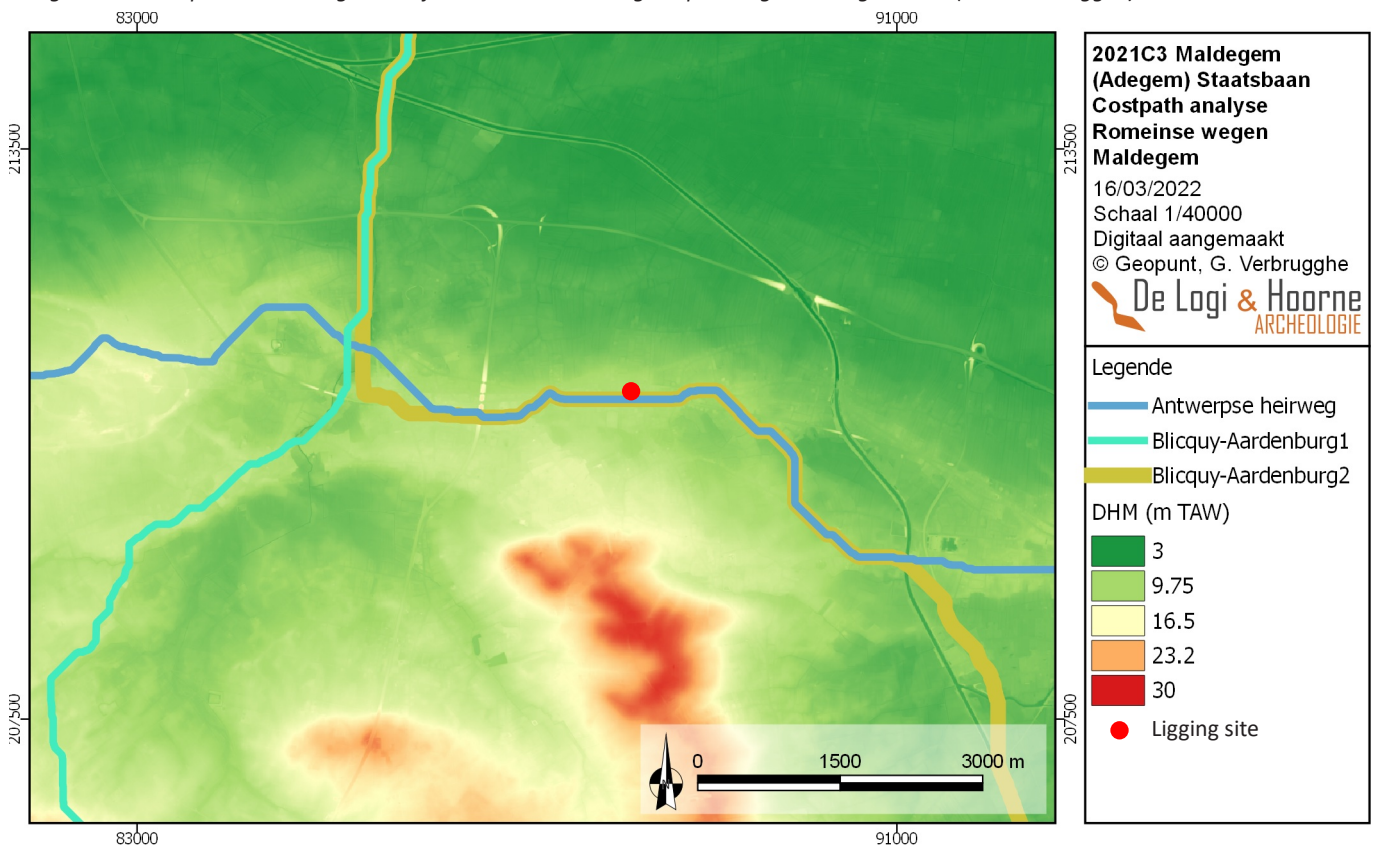 83000
91000
213500
213500
207500
207500
0
1500
3000 m
N
83000
91000
2021C3 Maldegem
(Adegem) Staatsbaan
Costpath analyse
Romeinse wegen
Maldegem
16/03/2022
Schaal 1/40000
Digitaal aangemaakt
© Geopunt, G. Verbrugghe
De Logi & Hoorne
ARCHEOLOGIE
Legende
Antwerpse heirweg
Blicquy-Aardenburg1
Blicquy-Aardenburg2
DHM (m TAW)
3
9.75
16.5
23.2
30
Ligging site